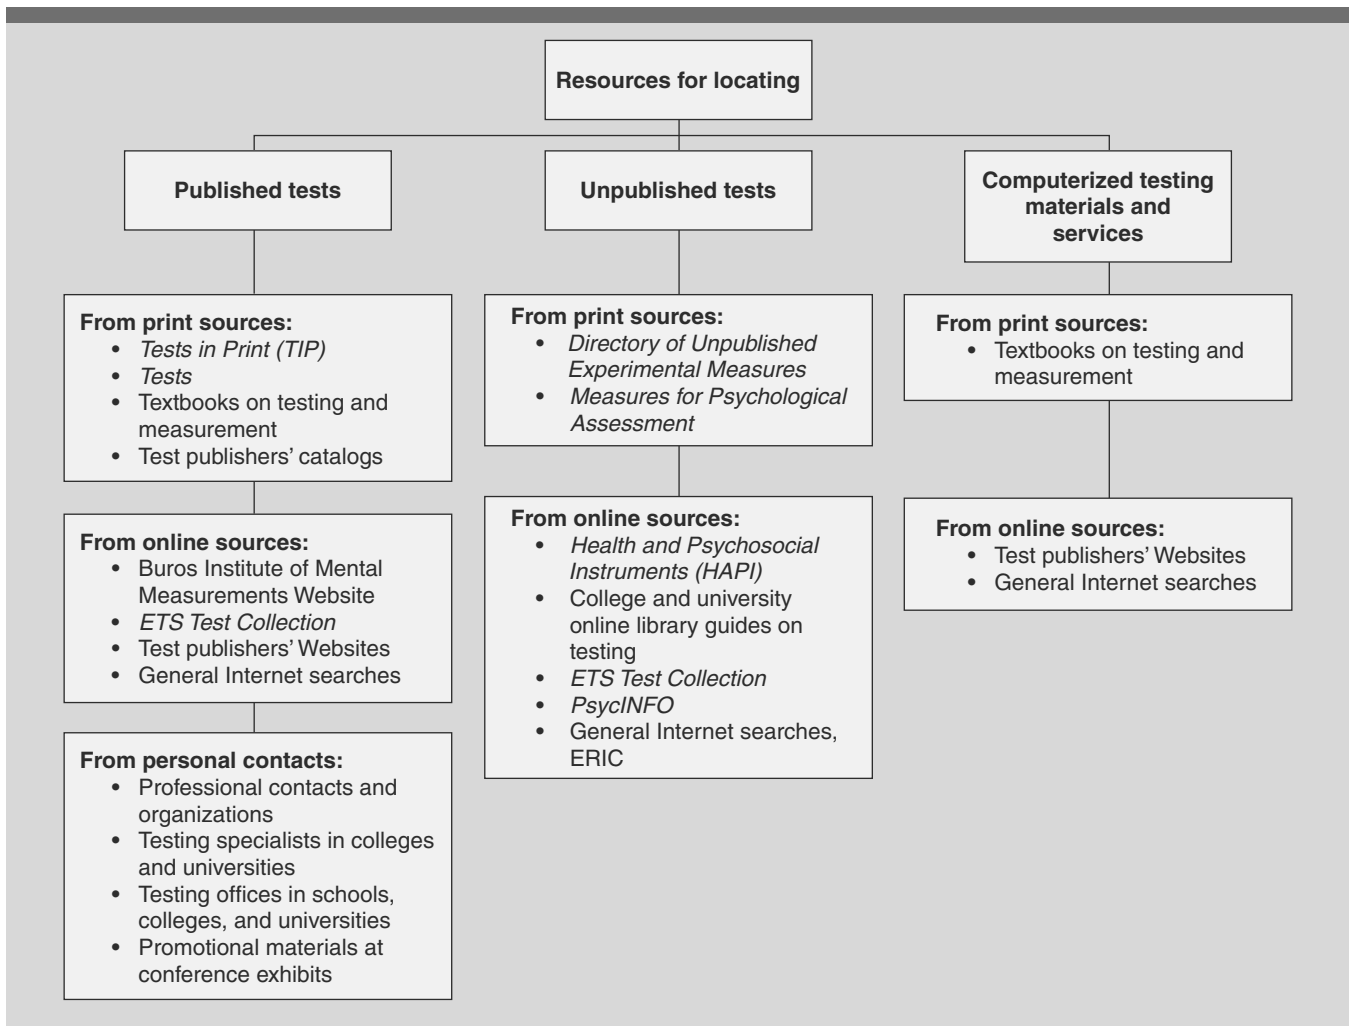 Resources for locating
Published tests
Unpublished tests
Computerized testing
materials and
services
From print sources:
• Tests in Print (TIP)
• Tests
• Textbooks on testing and
measurement
• Test publishers’ catalogs
From online sources:
• Buros Institute of Mental
Measurements Website
• ETS Test Collection
• Test publishers’ Websites
• General Internet searches
From personal contacts:
• Professional contacts and
organizations
• Testing specialists in colleges
and universities
• Testing offices in schools,
colleges, and universities
• Promotional materials at
conference exhibits
From print sources:
• Directory of Unpublished
Experimental Measures
• Measures for Psychological
Assessment
From online sources:
• Health and Psychosocial
Instruments (HAPI)
• College and university
online library guides on
testing
• ETS Test Collection
• PsycINFO
• General Internet searches,
ERIC
From print sources:
• Textbooks on testing and
measurement
From online sources:
• Test publishers’ Websites
• General Internet searches